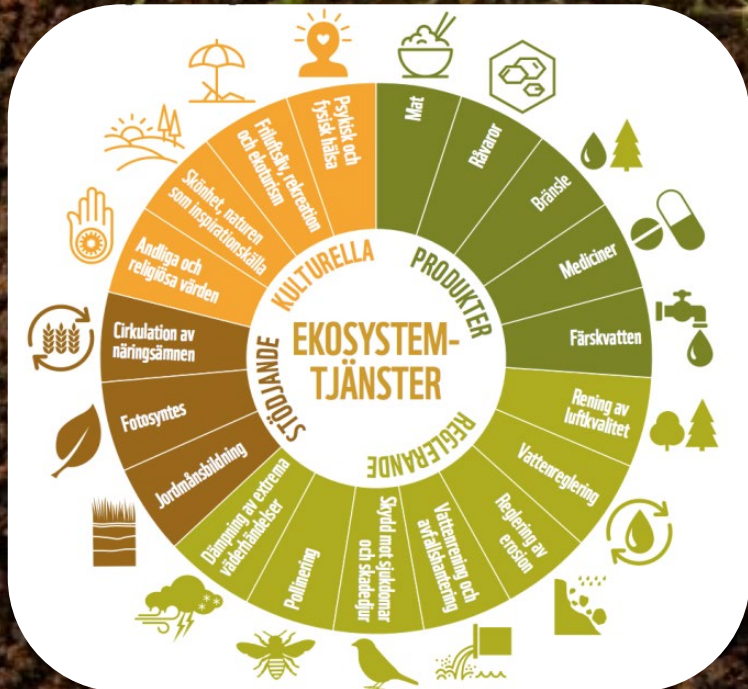 EKOSYSTEM-
TJÄNSTER
PRODUKTER
Mat
Råvaror
Bränsle
Mediciner
Färskvatten
REGLERANDE
Rening av
luftkvalitet
Vattenreglering
Reglering av
erosion
Vattenrening och
avfallshantering
Skydd mot sjukdomar
och skadedjur
Pollinering
Dämpning av extrema
väderhändelser
STÖDJANDE
Jordmånsbildning
Fotosyntes
Cirkulation av
näringsämnen
KULTURELLA
Andliga och
religiösa värden
Skönhet, naturen
som inspirationskälla
Friluftsliv, rekreation
och ekoturism
Psykisk och
fysisk hälsa